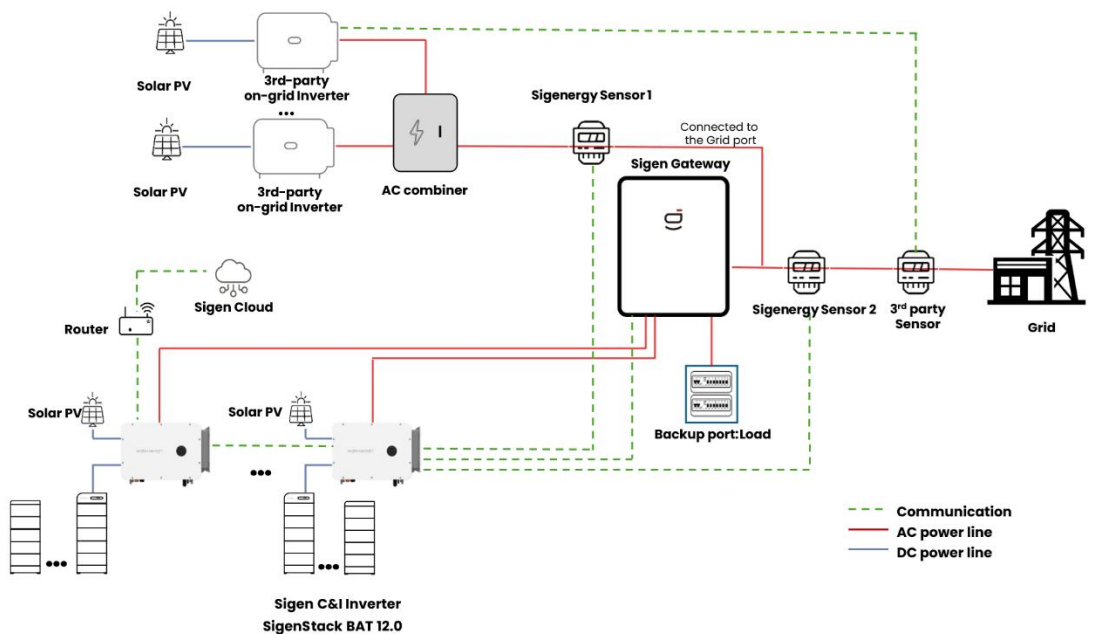 Solar PV
3rd-party
on-grid Inverter
Solar PV
3rd-party
on-grid Inverter
AC combiner
Sigenergy Sensor 1
Connected to
the Grid port
Sigen Gateway
Sigenergy Sensor 2
3rd party
Sensor
Grid
Sigen Cloud
Router
Solar PV
Solar PV
Backup port:Load
Communication
AC power line
DC power line
Sigen C&I Inverter
SigenStack BAT 12.0